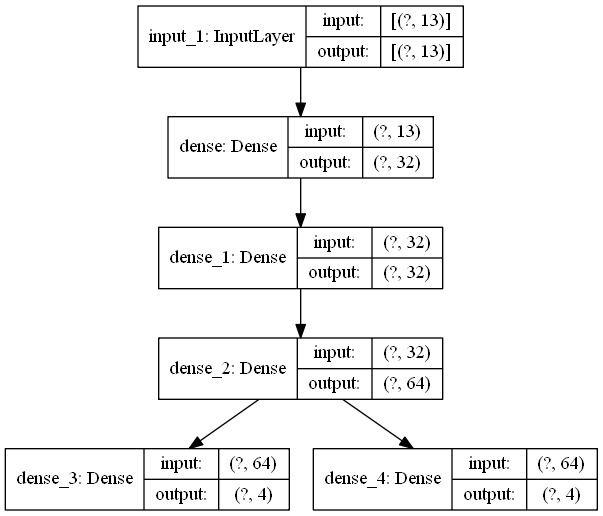 input_1: InputLayer
input: [(?, 13)]
output: [(?, 13)]
dense: Dense
input: (?, 13)
output: (?, 32)
dense_1: Dense
input: (?, 32)
output: (?, 32)
dense_2: Dense
input: (?, 32)
output: (?, 64)
dense_3: Dense
input: (?, 64)
output: (?, 4)
dense_4: Dense
input: (?, 64)
output: (?, 4)